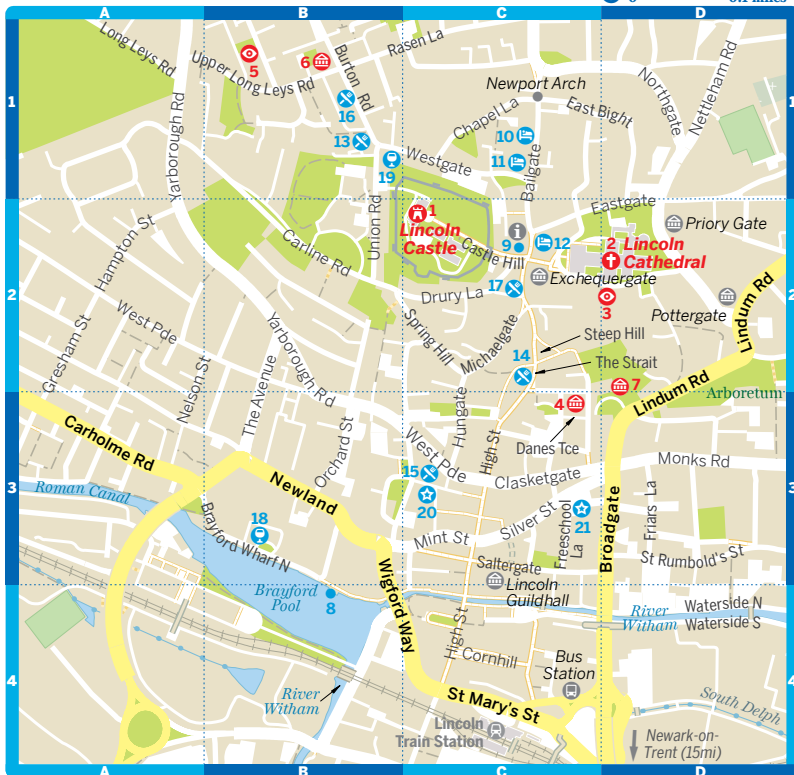 A B C D
Long Leys Rd
Upper Long Leys Rd
5
6
Burton Rd
Rasen La
Yarborough Rd
16
13
19
Newport Arch
Chapel La
East Bight
Northgate
Nettleham Rd
10
11
Bailgate
Westgate
1 1
Hampton St
Carline Rd
Union Rd
1
Lincoln
Castle
9
12
Castle Hill
Eastgate
Priory Gate
2 Lincoln
Cathedral
Exchequergate
17
Drury La
3
Pottergate
Lindum Rd
2 2
West Pde
Gresham St
Nelson St
The Avenue
Yarborough Rd
Spring Hill
Michaelgate
Steep Hill
14
The Strait
7
Lindum Rd
Arboretum
4
Danes Tce
Carholme Rd
Orchard St
Hungate
West Pde
High St
Clasketgate
Monks Rd
Roman Canal
Newland
15
20
21
3 3
18
Brayford Wharf N
Mint St
Silver St
Freeschool
La
Broadgate
Friars La
St Rumbold's St
Saltergate
Lincoln
Guildhall
Brayford
Pool
8
Wigford Way
High St
River
Witham
Waterside N
Waterside S
Cornhill
Bus
Station
4 4
River
Witham
St Mary's St
Lincoln
Train Station
South Delph
Newark-on-
Trent (15mi)
A B C D